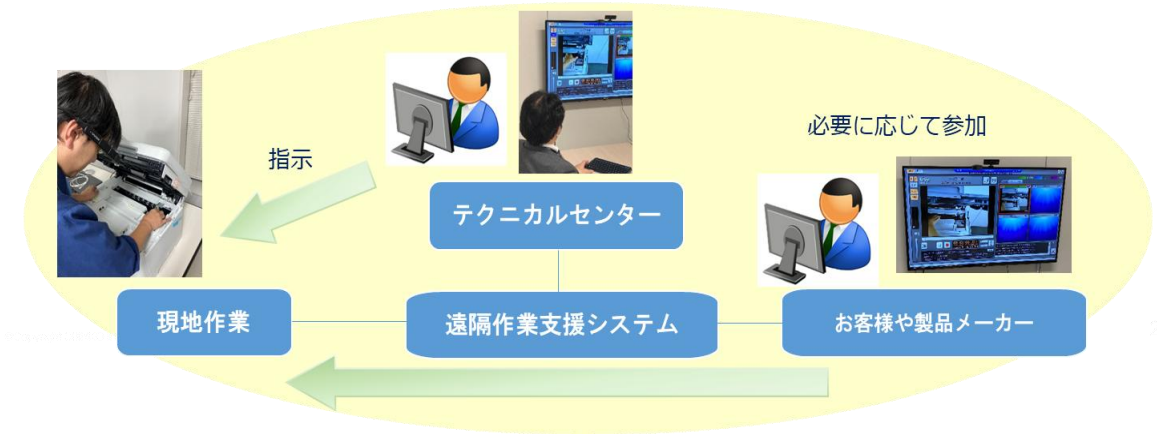 必要に応じて参加
指示
テクニカルセンター
現地作業
遠隔作業支援システム
お客様や製品メーカー